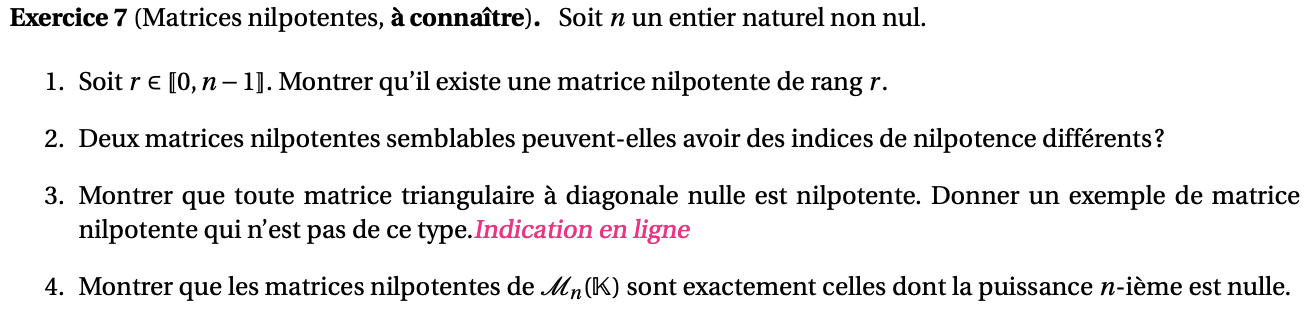 Exercice 7 (Matrices nilpotentes, à connaître). Soit n un entier naturel non nul.
1. Soit r ∈ ⟦0, n − 1⟧. Montrer qu'il existe une matrice nilpotente de rang r.
2. Deux matrices nilpotentes semblables peuvent-elles avoir des indices de nilpotence différents ?
3. Montrer que toute matrice triangulaire à diagonale nulle est nilpotente. Donner un exemple de matrice
nilpotente qui n'est pas de ce type. Indication en ligne
4. Montrer que les matrices nilpotentes de ℳₙ(𝕂) sont exactement celles dont la puissance n-ième est nulle.